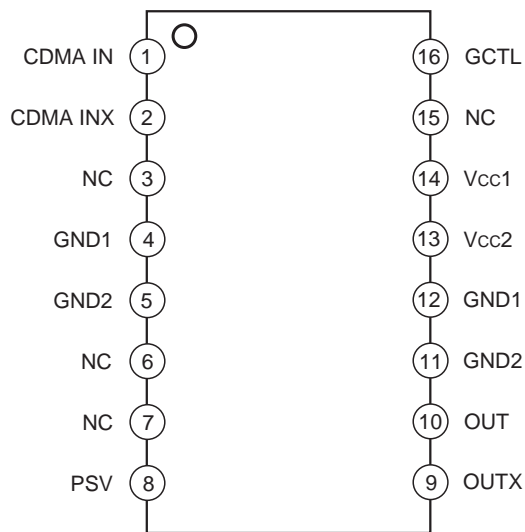 CDMA IN 1 16 GCTL
CDMA INX 2 15 NC
NC 3 14 Vcc1
GND1 4 13 Vcc2
GND2 5 12 GND1
NC 6 11 GND2
NC 7 10 OUT
PSV 8 9 OUTX